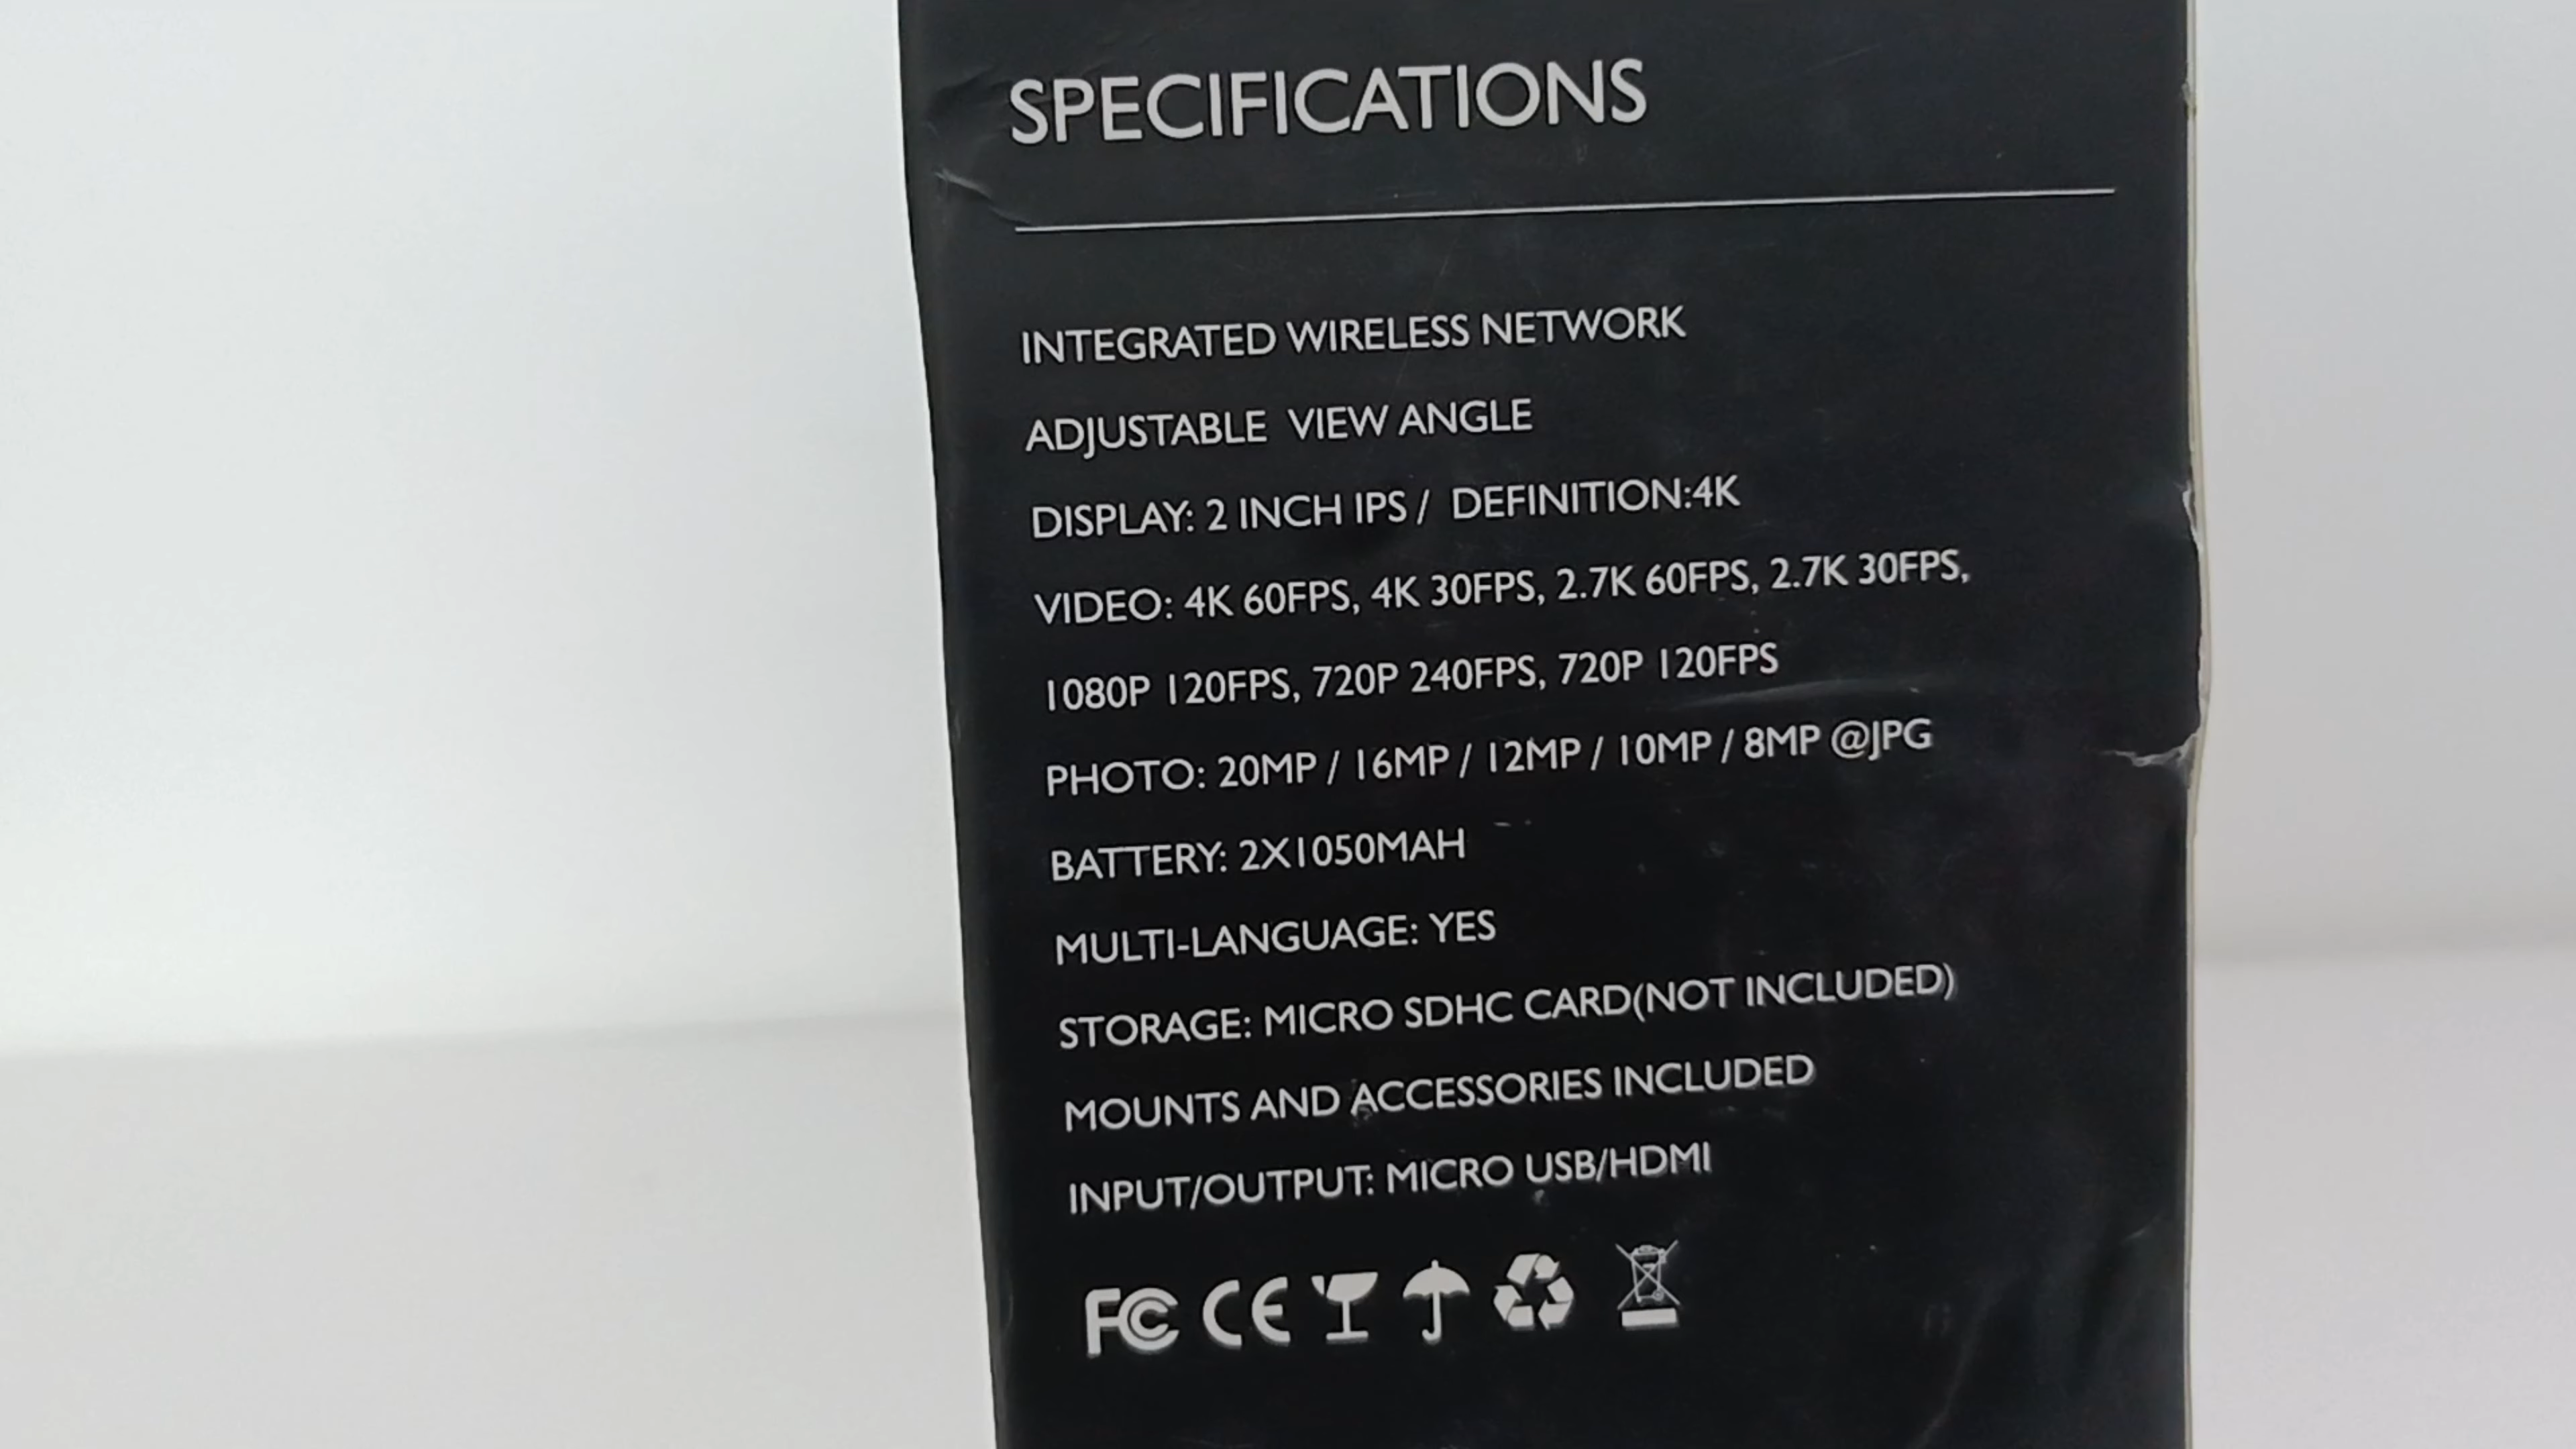 SPECIFICATIONS
INTEGRATED WIRELESS NETWORK
ADJUSTABLE VIEW ANGLE
DISPLAY: 2 INCH IPS / DEFINITION:4K
VIDEO: 4K 60FPS, 4K 30FPS, 2.7K 60FPS, 2.7K 30FPS,
1080P 120FPS, 720P 240FPS, 720P 120FPS
PHOTO: 20MP / 16MP / 12MP / 10MP / 8MP @JPG
BATTERY: 2X1050MAH
MULTI-LANGUAGE: YES
STORAGE: MICRO SDHC CARD(NOT INCLUDED)
MOUNTS AND ACCESSORIES INCLUDED
INPUT/OUTPUT: MICRO USB/HDMI
FC CE